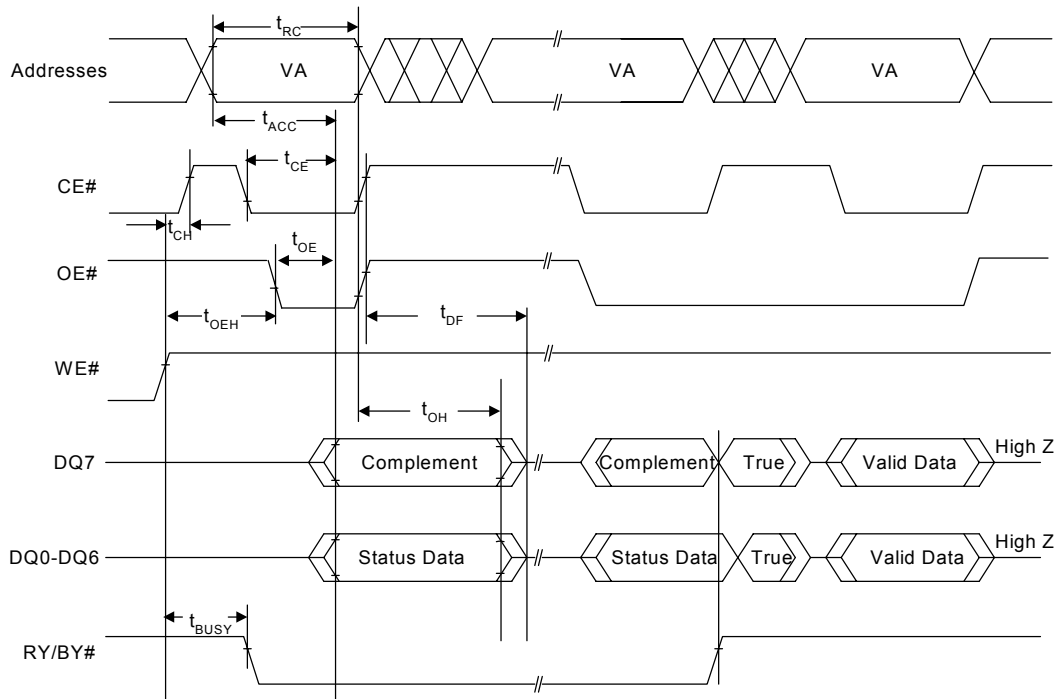 tRC
Addresses VA VA VA
tACC
tCE
CE#
tCH
tOE
OE#
tOEH tDF
WE#
tOH
DQ7 Complement Complement True Valid Data High Z
DQ0-DQ6 Status Data Status Data True Valid Data High Z
tBUSY
RY/BY#